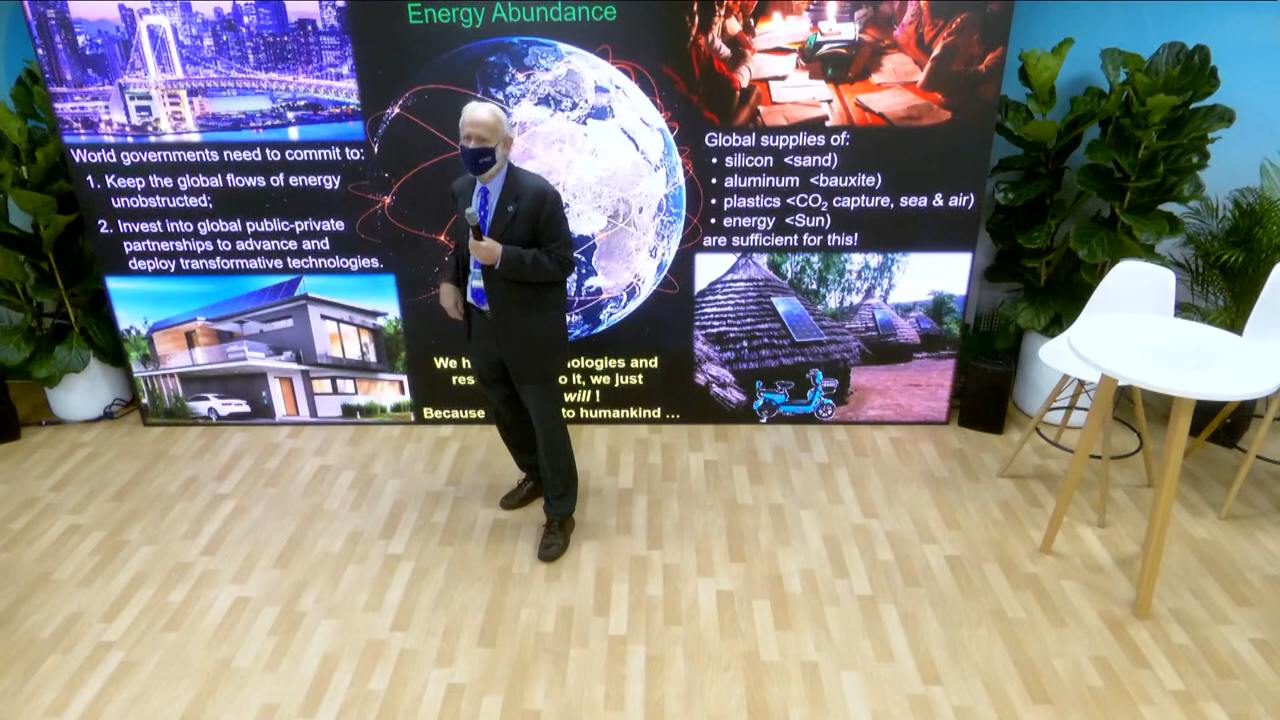 Energy Abundance
World governments need to commit to:
1. Keep the global flows of energy
unobstructed;
2. Invest into global public-private
partnerships to advance and
deploy transformative technologies.
Global supplies of:
• silicon <sand)
• aluminum <bauxite)
• plastics <CO2 capture, sea & air)
• energy <Sun)
are sufficient for this!
We and
it, we just
will !
Because to humankind ...